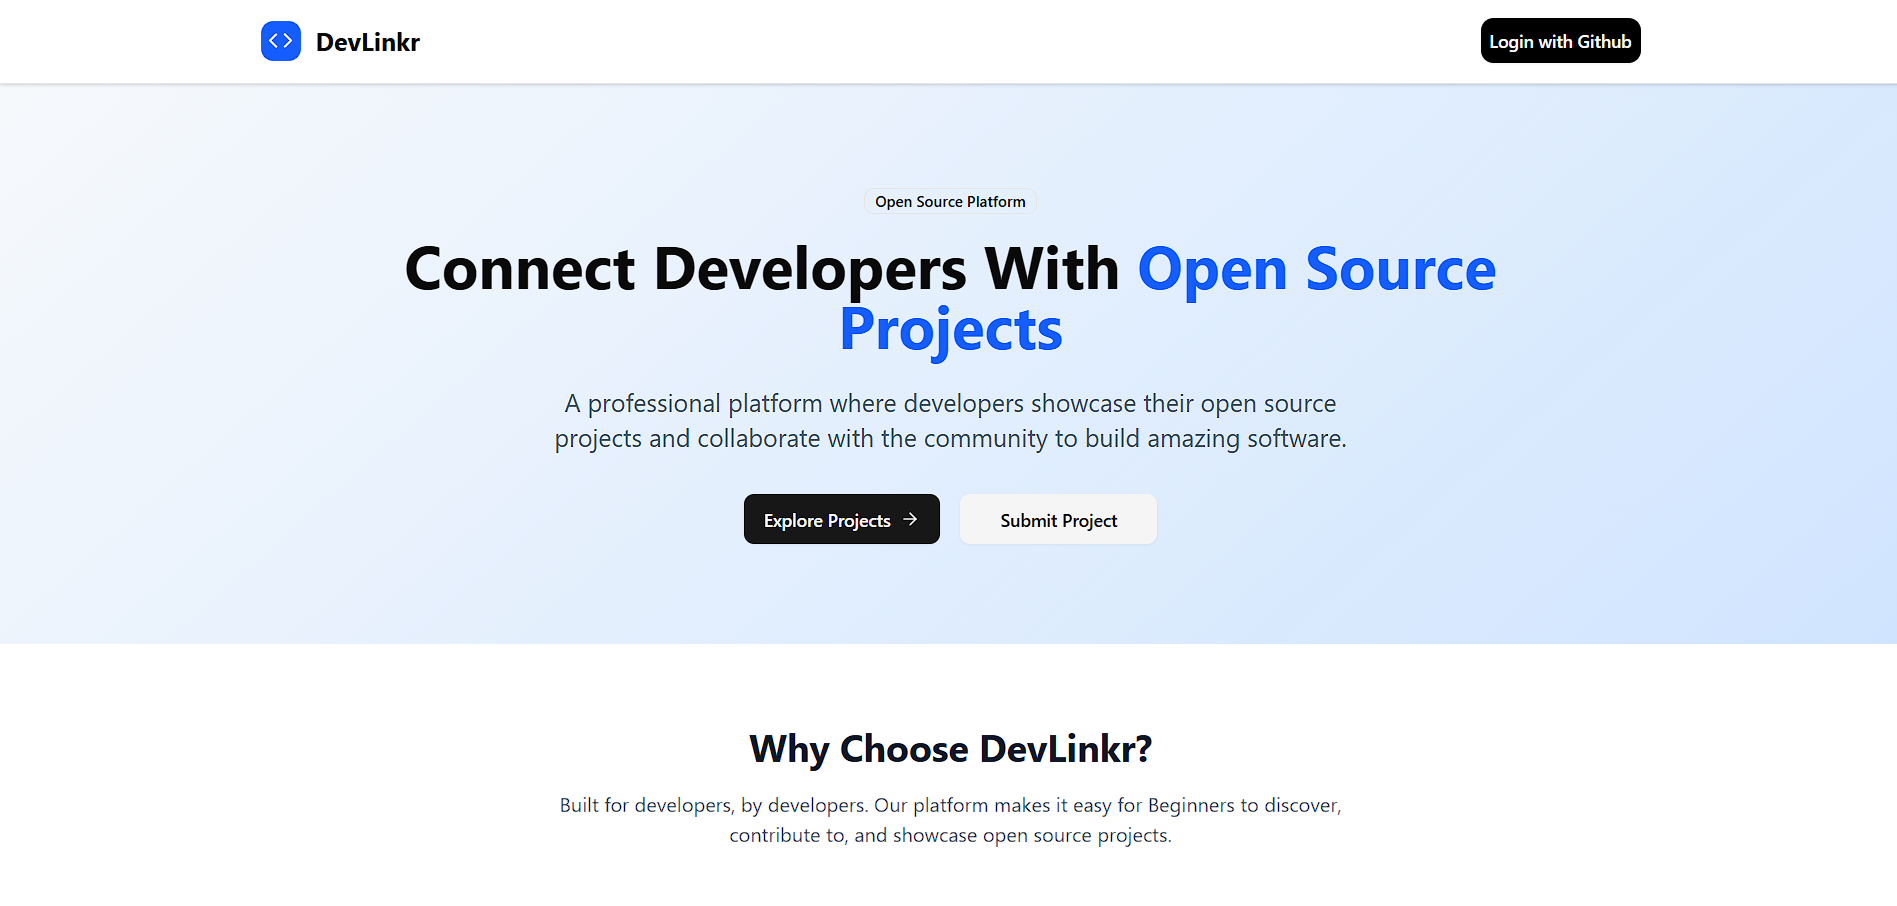 DevLinkr
Login with Github
Open Source Platform
Connect Developers With Open Source
Projects
A professional platform where developers showcase their open source
projects and collaborate with the community to build amazing software.
Explore Projects
Submit Project
Why Choose DevLinkr?
Built for developers, by developers. Our platform makes it easy for Beginners to discover,
contribute to, and showcase open source projects.